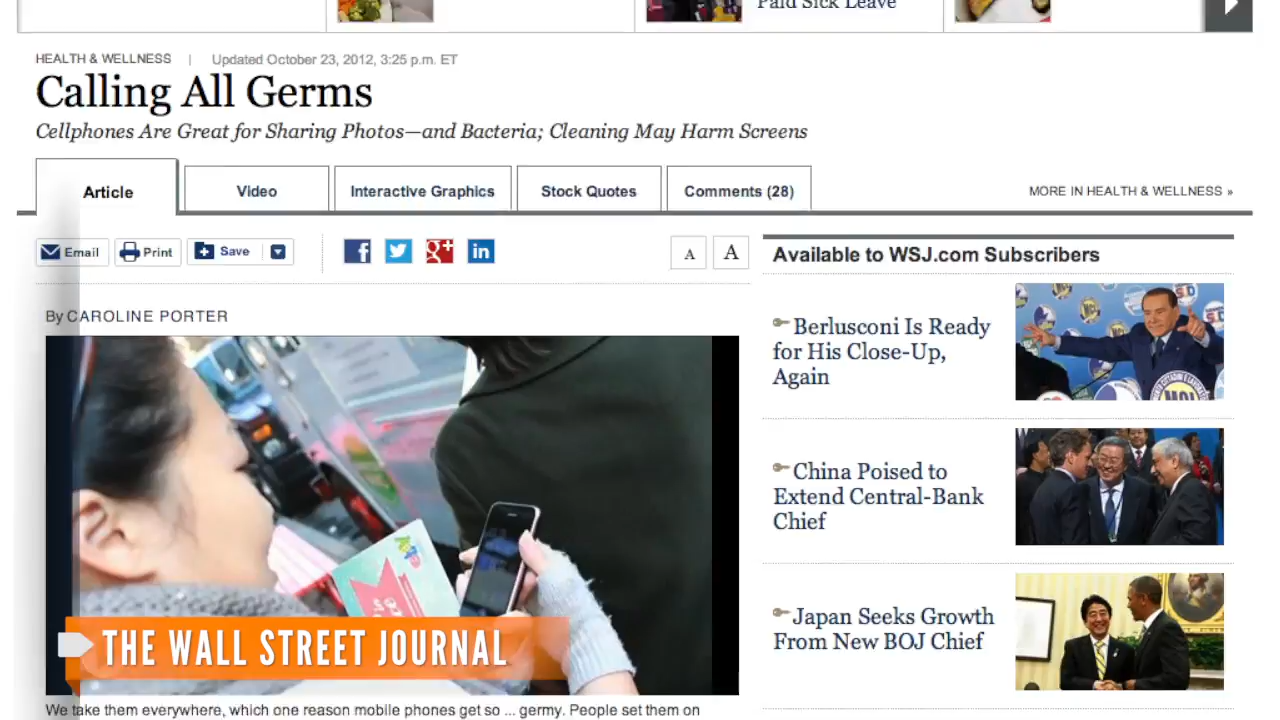 Paid Sick Leave
HEALTH & WELLNESS | Updated October 23, 2012, 3:25 p.m. ET
Calling All Germs
Cellphones Are Great for Sharing Photos—and Bacteria; Cleaning May Harm Screens
Article
Video
Interactive Graphics
Stock Quotes
Comments (28)
MORE IN HEALTH & WELLNESS »
Email
Print
Save
A
A
By CAROLINE PORTER
THE WALL STREET JOURNAL
We take them everywhere, which one reason mobile phones get so ... germy. People set them on
Available to WSJ.com Subscribers
Berlusconi Is Ready
for His Close-Up,
Again
China Poised to
Extend Central-Bank
Chief
Japan Seeks Growth
From New BOJ Chief